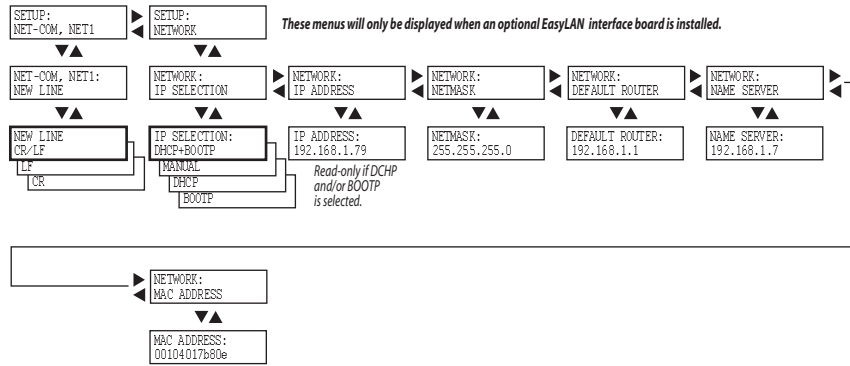 SETUP:
NET-COM, NET1
SETUP:
NETWORK
These menus will only be displayed when an optional EasyLAN interface board is installed.
NET-COM, NET1:
NEW LINE
NETWORK:
IP SELECTION
NETWORK:
IP ADDRESS
NETWORK:
NETMASK
NETWORK:
DEFAULT ROUTER
NETWORK:
NAME SERVER
NEW LINE
CR/LF
LF
CR
IP SELECTION:
DHCP+BOOTP
MANUAL
DHCP
BOOTP
IP ADDRESS:
192.168.1.79
Read-only if DCHP
and/or BOOTP
is selected.
NETMASK:
255.255.255.0
DEFAULT ROUTER:
192.168.1.1
NAME SERVER:
192.168.1.7
NETWORK:
MAC ADDRESS
MAC ADDRESS:
00104017b80e